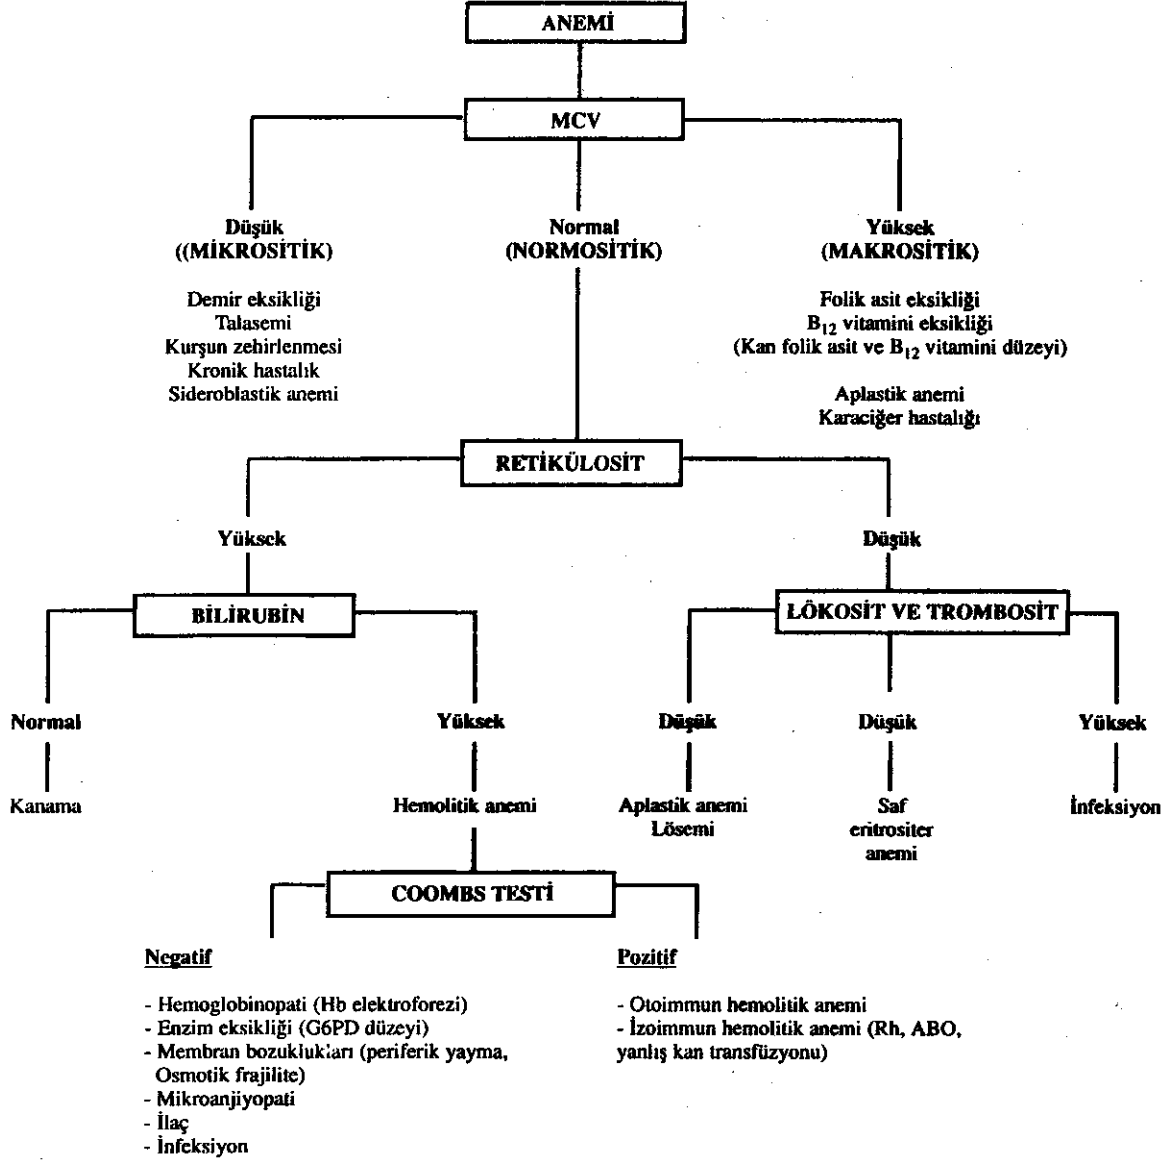 ANEMİ
MCV
Düşük
((MİKROSİTİK)
Demir eksikliği
Talasemi
Kurşun zehirlenmesi
Kronik hastalık
Sideroblastik anemi
Normal
(NORMOSİTİK)
Yüksek
(MAKROSİTİK)
Folik asit eksikliği
B12 vitamini eksikliği
(Kan folik asit ve B12 vitamini düzeyi)
Aplastik anemi
Karaciğer hastalığı
RETİKÜLOSİT
Yüksek
Düşük
BİLİRUBİN
LÖKOSİT VE TROMBOSİT
Normal
Yüksek
Düşük
Düşük
Yüksek
Kanama
Hemolitik anemi
Aplastik anemi
Lösemi
Saf
eritrositer
anemi
İnfeksiyon
COOMBS TESTİ
Negatif
- Hemoglobinopati (Hb elektroforezi)
- Enzim eksikliği (G6PD düzeyi)
- Membran bozuklukları (periferik yayma,
Osmotik frajilite)
- Mikroanjiyopati
- İlaç
- İnfeksiyon
Pozitif
- Otoimmun hemolitik anemi
- İzoimmun hemolitik anemi (Rh, ABO,
yanlış kan transfüzyonu)